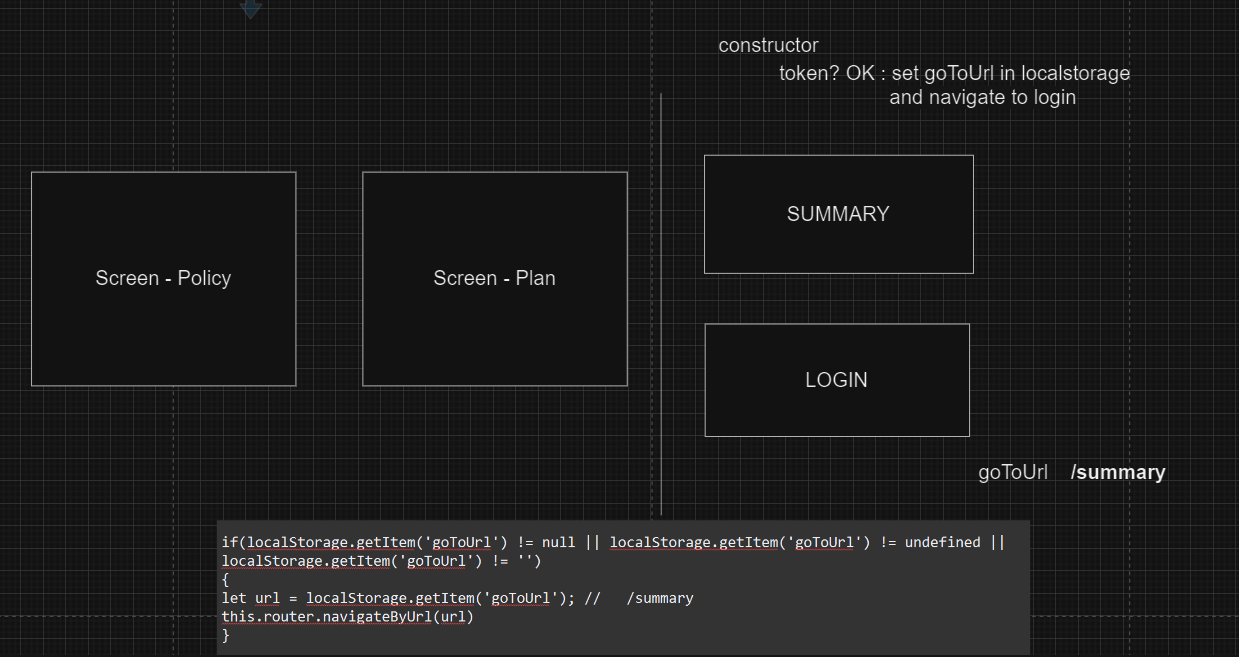 constructor
token? OK : set goToUrl in localstorage
and navigate to login
SUMMARY
Screen - Policy
Screen - Plan
LOGIN
goToUrl /summary
if(localStorage.getItem('goToUrl') != null || localStorage.getItem('goToUrl') != undefined ||
localStorage.getItem('goToUrl') != '')
{
let url = localStorage.getItem('goToUrl'); // /summary
this.router.navigateByUrl(url)
}